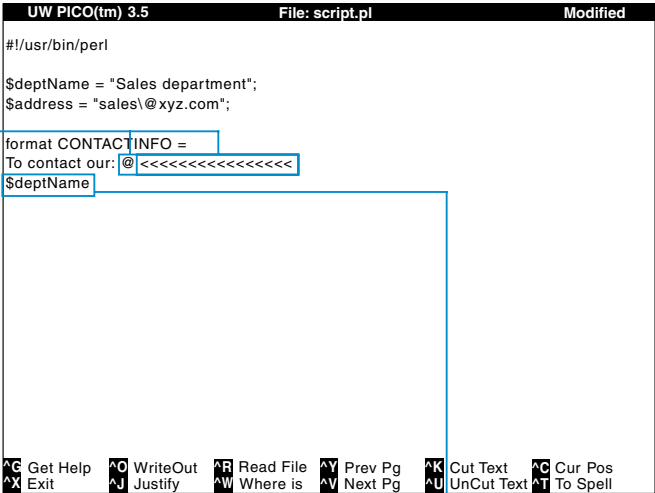 UW PICO(tm) 3.5 File: script.pl Modified
#!/usr/bin/perl
$deptName = "Sales department";
$address = "sales\@xyz.com";
format CONTACTINFO =
To contact our: @<<<<<<<<<<<<<<<<
$deptName
^G Get Help ^O WriteOut ^R Read File ^Y Prev Pg ^K Cut Text ^C Cur Pos
^X Exit ^J Justify ^W Where is ^V Next Pg ^U UnCut Text ^T To Spell